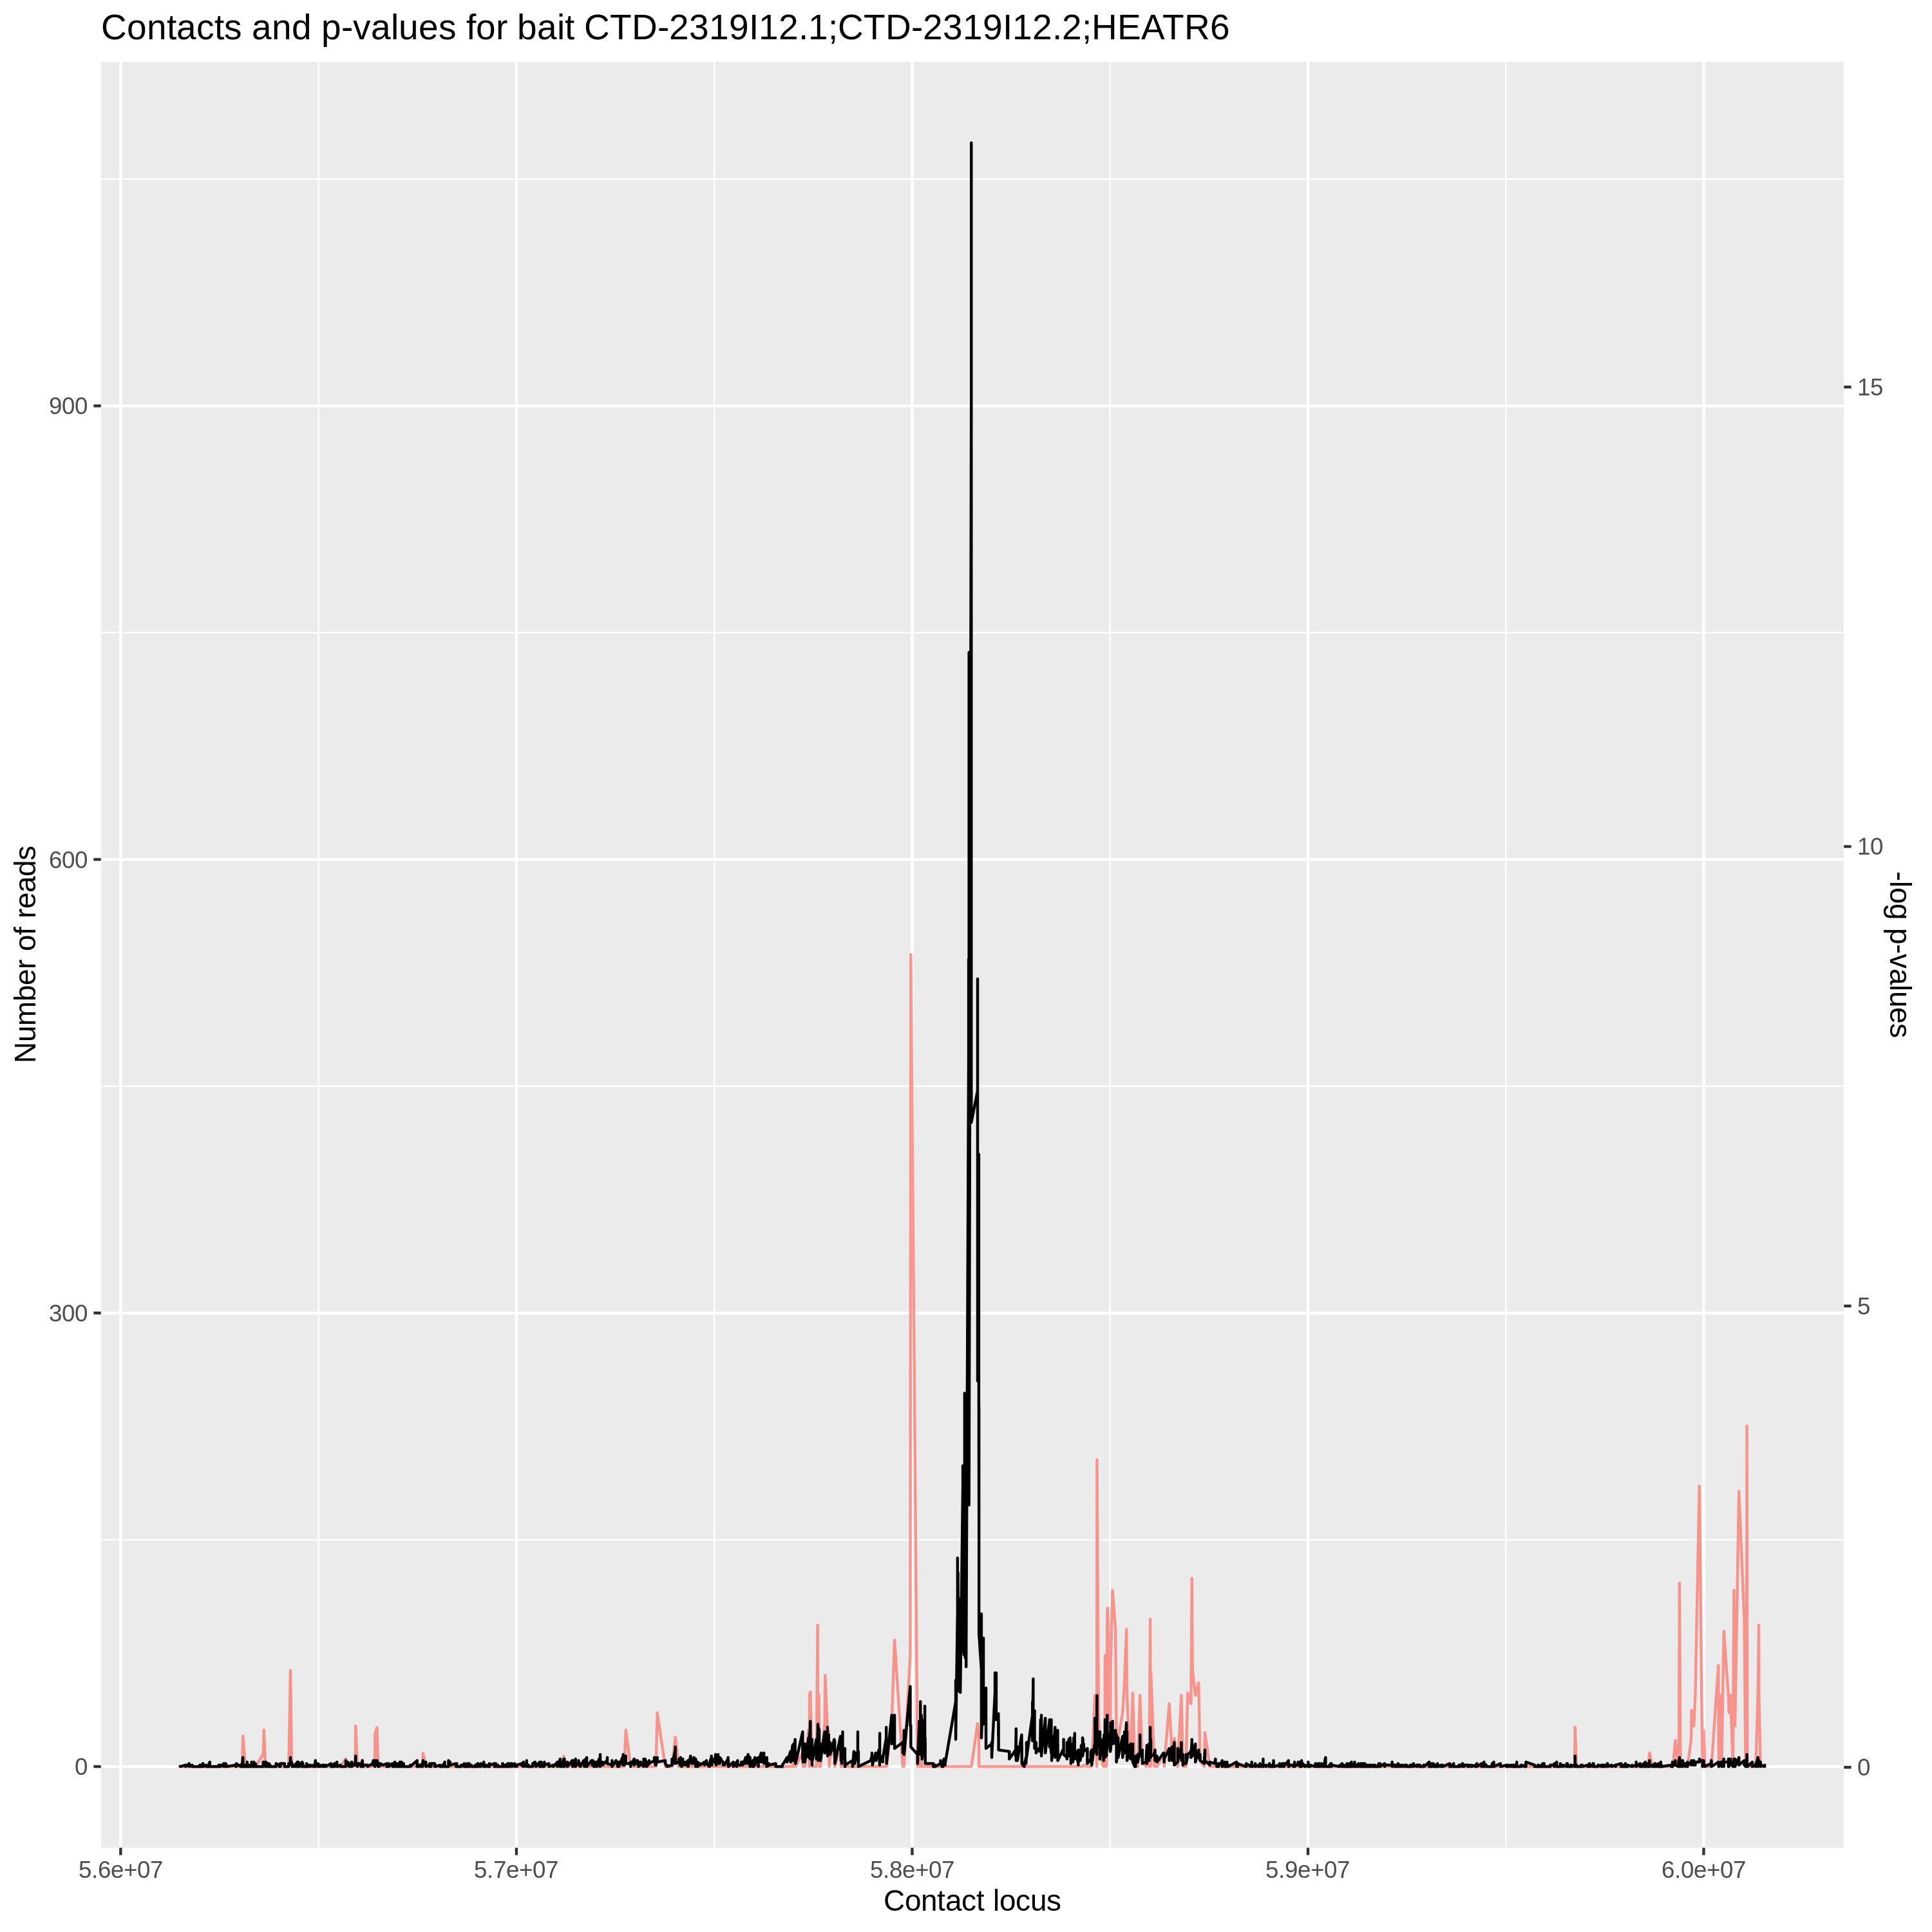 Contacts and p-values for bait CTD-2319I12.1;CTD-2319I12.2;HEATR6
900
600
300
0
Number of reads
15
10
5
0
-log p-values
5.6e+07 5.7e+07 5.8e+07 5.9e+07 6.0e+07
Contact locus